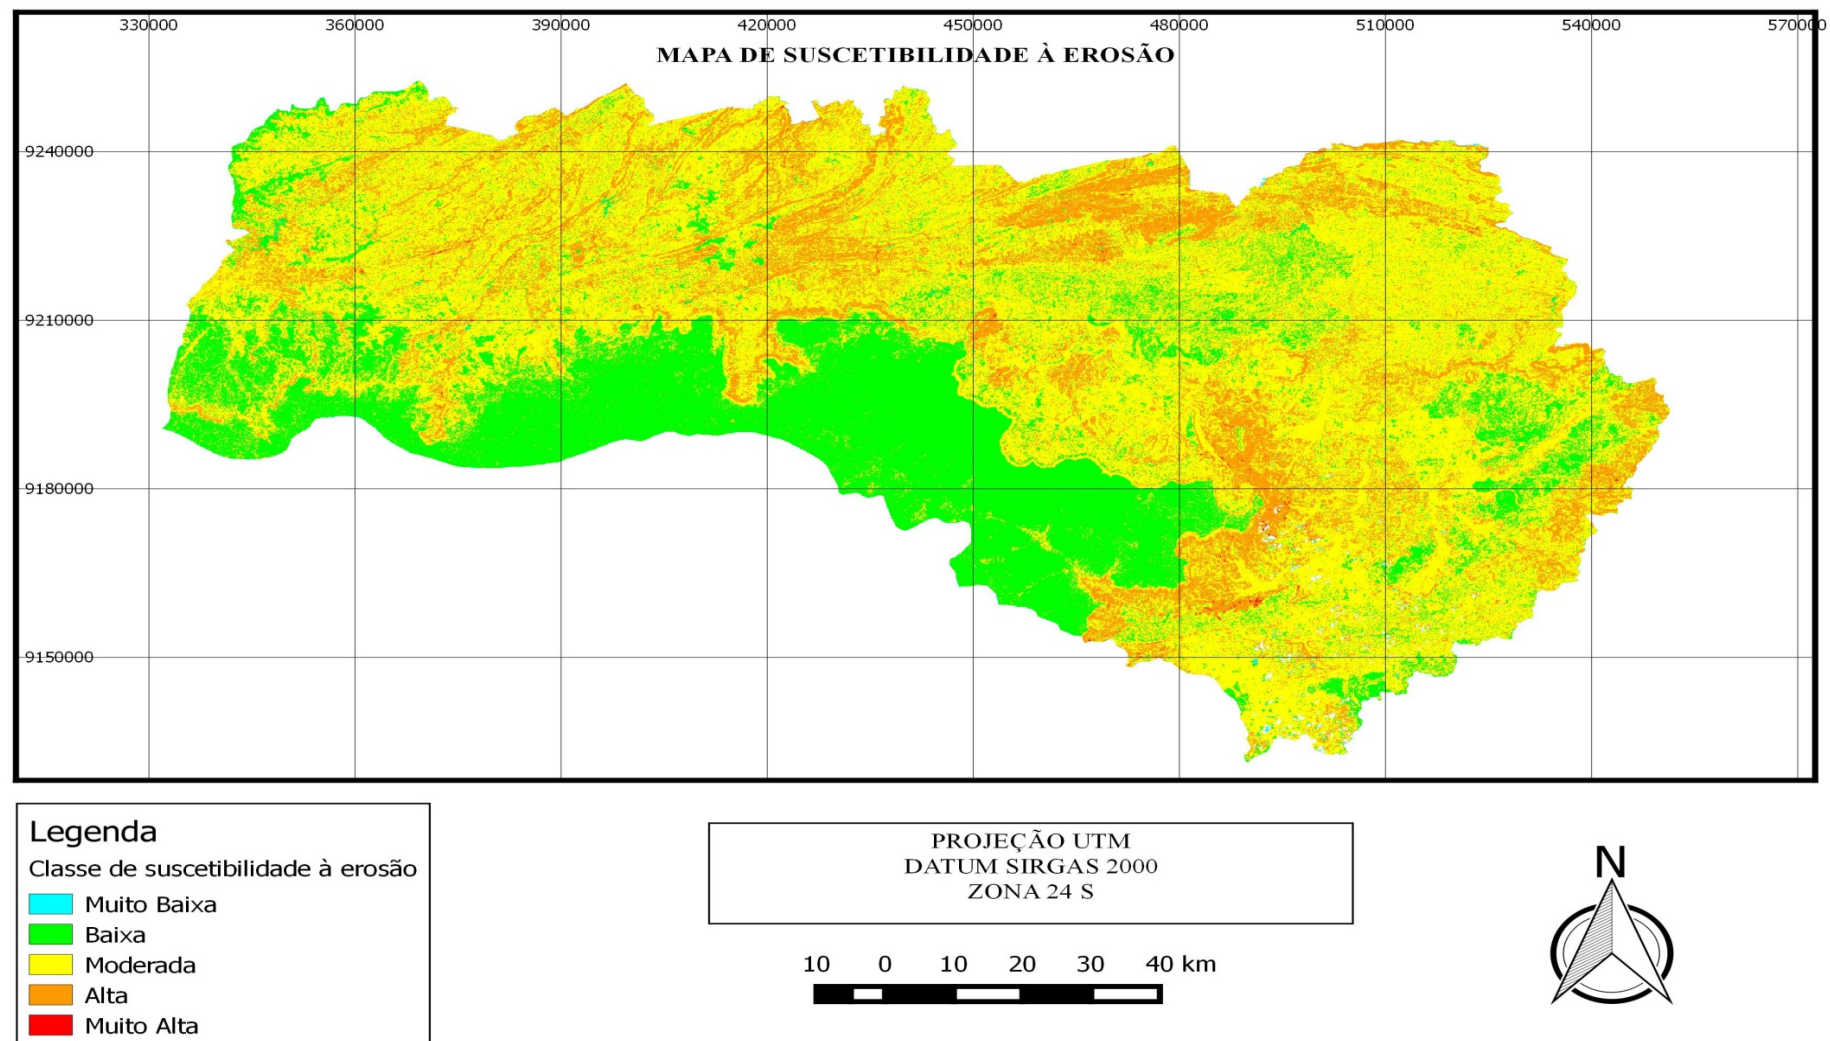 330000 360000 390000 420000 450000 480000 510000 540000 570000
MAPA DE SUSCETIBILIDADE À EROSÃO
9240000
9210000
9180000
9150000
Legenda
Classe de suscetibilidade à erosão
Muito Baixa
Baixa
Moderada
Alta
Muito Alta
PROJEÇÃO UTM
DATUM SIRGAS 2000
ZONA 24 S
10 0 10 20 30 40 km
N